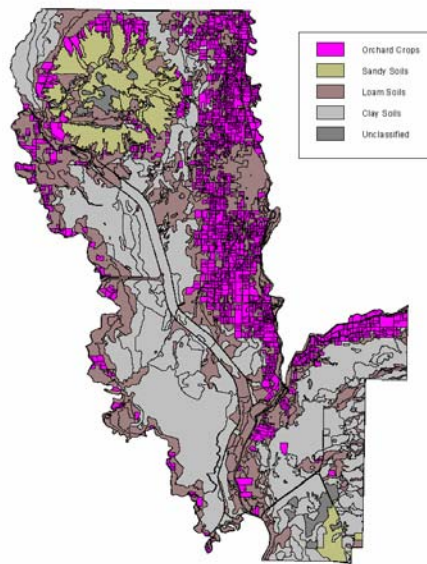 Orchard Crops
Sandy Soils
Loam Soils
Clay Soils
Unclassified